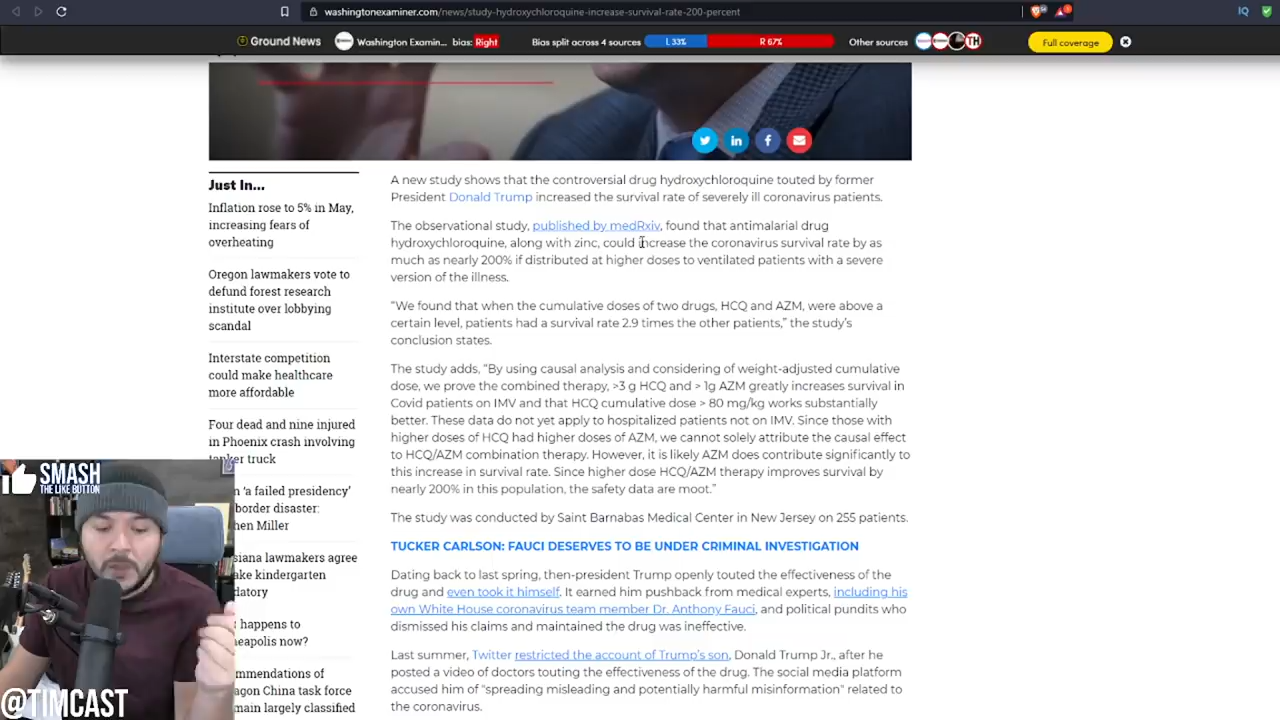 washingtonexaminer.com/news/study-hydroxychloroquine-increase-survival-rate-200-percent
IQ
Ground News
Washington Examin... bias: Right
Bias split across 4 sources
L 33%
R 67%
Other sources
TH
Full coverage
A new study shows that the controversial drug hydroxychloroquine touted by former
President Donald Trump increased the survival rate of severely ill coronavirus patients.
The observational study, published by medRxiv, found that antimalarial drug
hydroxychloroquine, along with zinc, could increase the coronavirus survival rate by as
much as nearly 200% if distributed at higher doses to ventilated patients with a severe
version of the illness.
“We found that when the cumulative doses of two drugs, HCQ and AZM, were above a
certain level, patients had a survival rate 2.9 times the other patients,” the study’s
conclusion states.
The study adds, “By using causal analysis and considering of weight-adjusted cumulative
dose, we prove the combined therapy, >3 g HCQ and > 1g AZM greatly increases survival in
Covid patients on IMV and that HCQ cumulative dose > 80 mg/kg works substantially
better. These data do not yet apply to hospitalized patients not on IMV. Since those with
higher doses of HCQ had higher doses of AZM, we cannot solely attribute the causal effect
to HCQ/AZM combination therapy. However, it is likely AZM does contribute significantly to
this increase in survival rate. Since higher dose HCQ/AZM therapy improves survival by
nearly 200% in this population, the safety data are moot.”
The study was conducted by Saint Barnabas Medical Center in New Jersey on 255 patients.
TUCKER CARLSON: FAUCI DESERVES TO BE UNDER CRIMINAL INVESTIGATION
Dating back to last spring, then-president Trump openly touted the effectiveness of the
drug and even took it himself. It earned him pushback from medical experts, including his
own White House coronavirus team member Dr. Anthony Fauci, and political pundits who
dismissed his claims and maintained the drug was ineffective.
Last summer, Twitter restricted the account of Trump’s son, Donald Trump Jr., after he
posted a video of doctors touting the effectiveness of the drug. The social media platform
accused him of "spreading misleading and potentially harmful misinformation" related to
the coronavirus.
Just In...
Inflation rose to 5% in May,
increasing fears of
overheating
Oregon lawmakers vote to
defund forest research
institute over lobbying
scandal
Interstate competition
could make healthcare
more affordable
Four dead and nine injured
in Phoenix crash involving
truck
‘a failed presidency’
border disaster:
Miller
lawmakers agree
kindergarten
happens to
now?
of
China task force
largely classified
SMASH
THE LIKE BUTTON
@TIMCAST